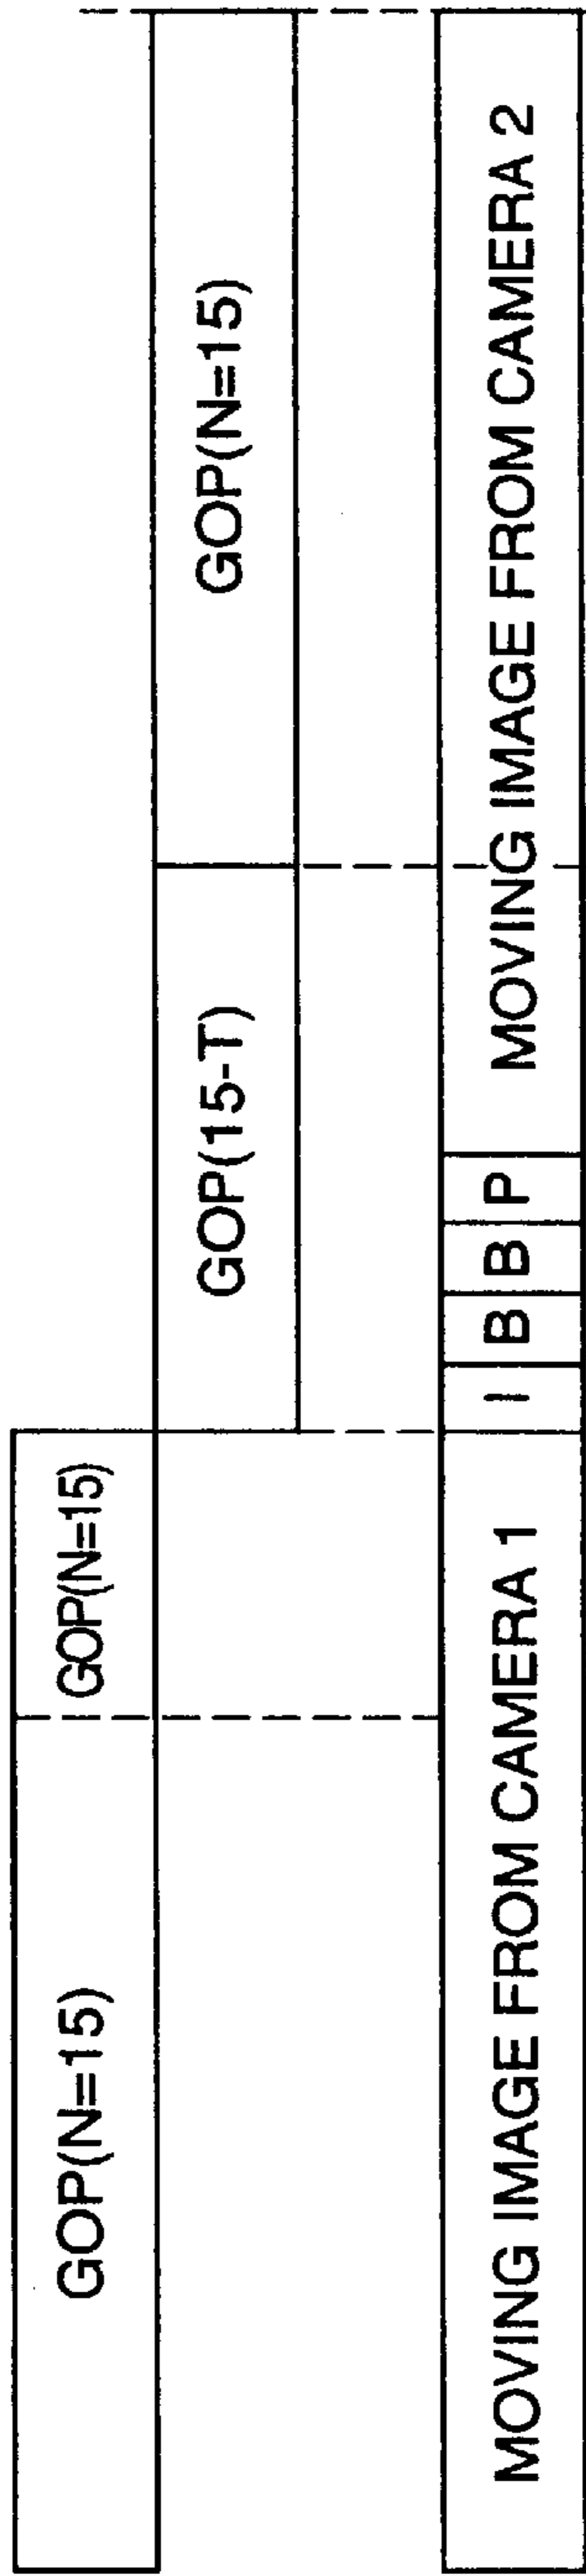 GOP(N=15)
GOP(N=15)
GOP(15-T)
GOP(N=15)
MOVING IMAGE FROM CAMERA 1
I
B
B
P
MOVING IMAGE FROM CAMERA 2